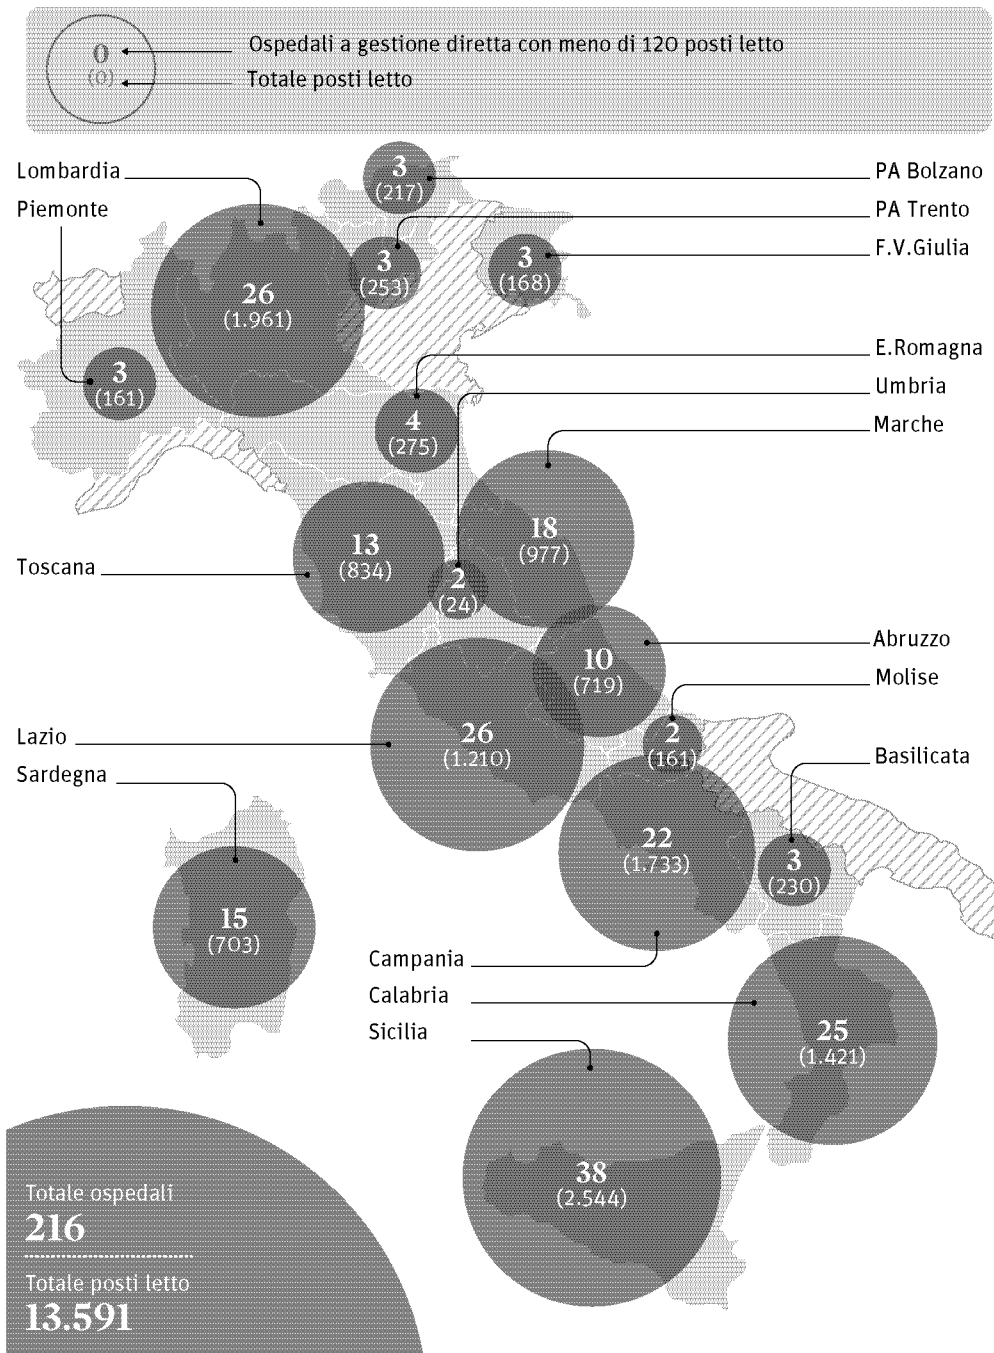 0
(0)
Ospedali a gestione diretta con meno di 120 posti letto
Totale posti letto
Lombardia
Piemonte
3
(217)
PA Bolzano
PA Trento
F.V.Giulia
3
(253)
3
(168)
26
(1.961)
3
(161)
E.Romagna
Umbria
Marche
4
(275)
18
(977)
13
(834)
2
(24)
Toscana
Abruzzo
Molise
10
(719)
Lazio
Sardegna
26
(1.210)
2
(161)
Basilicata
22
(1.733)
3
(230)
15
(703)
Campania
Calabria
Sicilia
25
(1.421)
38
(2.544)
Totale ospedali
216
Totale posti letto
13.591